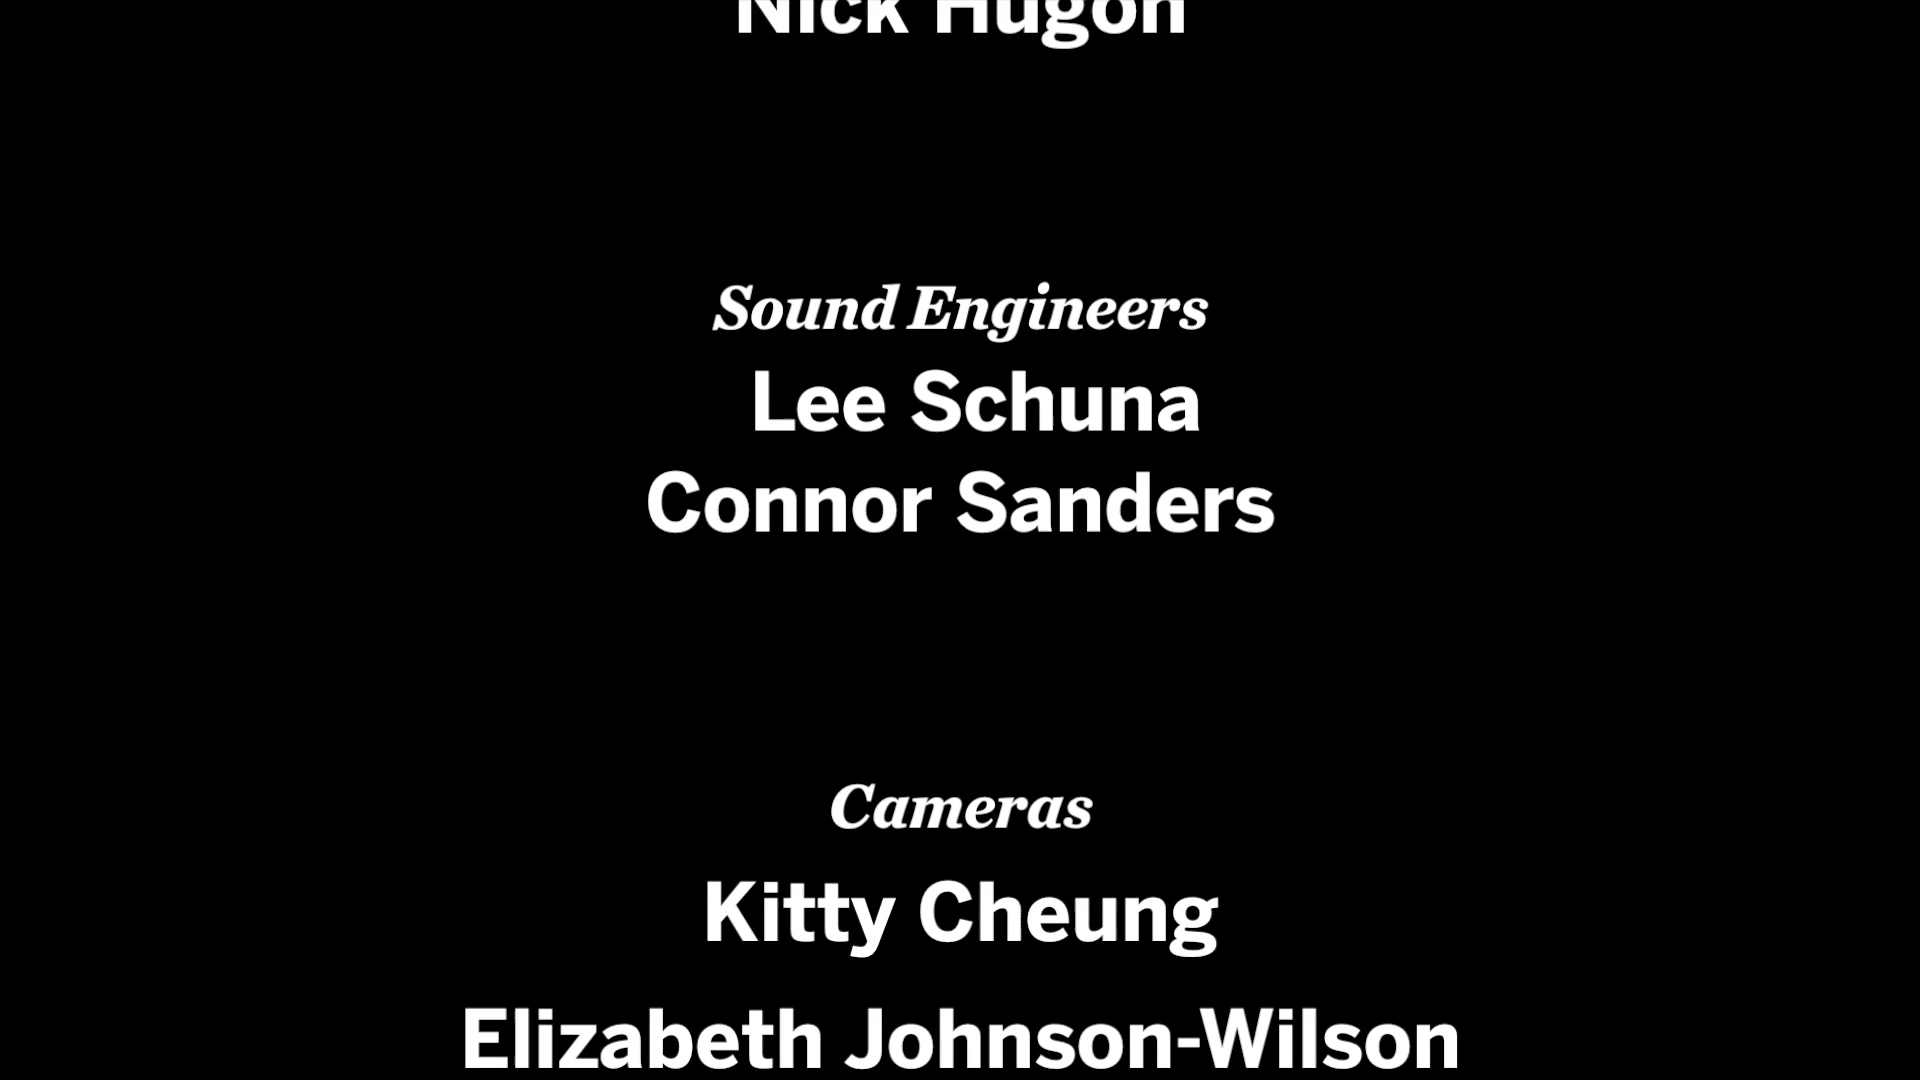 Nick Hugon
Sound Engineers
Lee Schuna
Connor Sanders
Cameras
Kitty Cheung
Elizabeth Johnson-Wilson